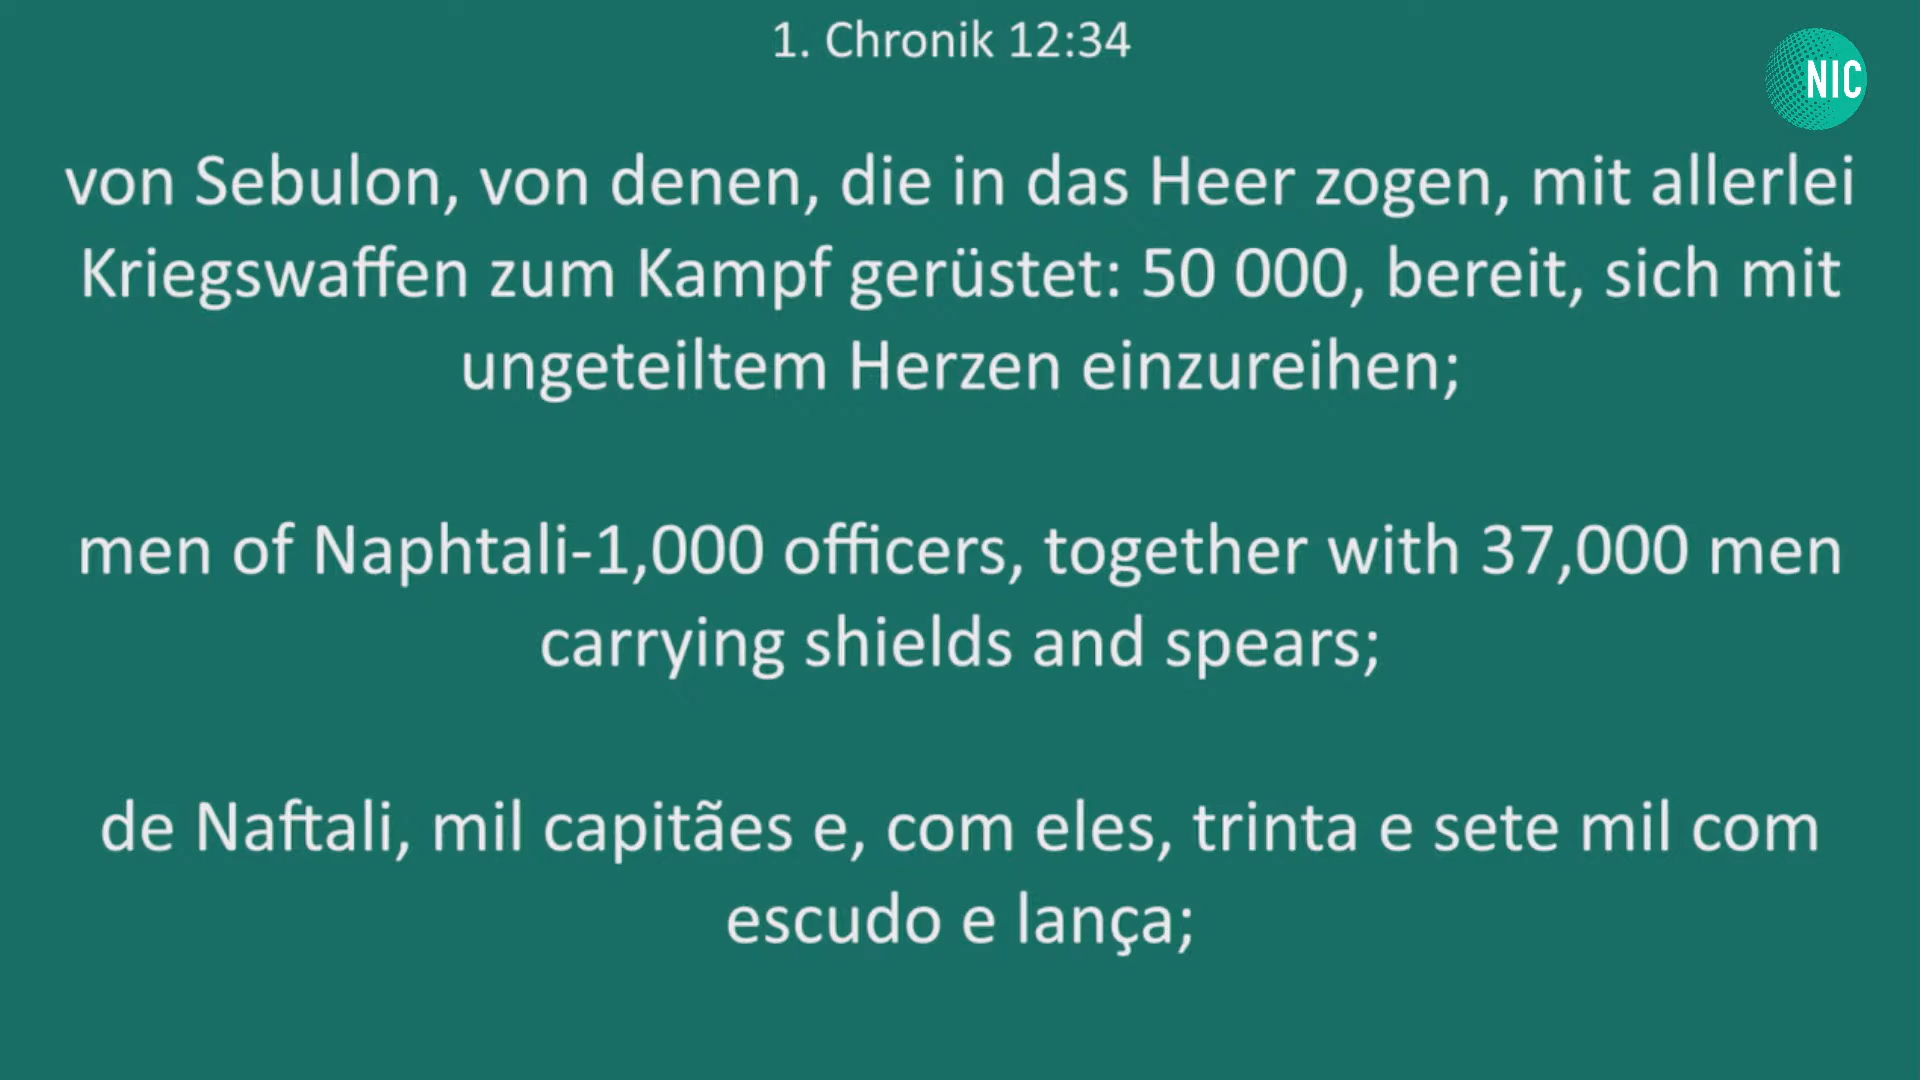 1. Chronik 12:34
NIC
von Sebulon, von denen, die in das Heer zogen, mit allerlei
Kriegswaffen zum Kampf gerüstet: 50 000, bereit, sich mit
ungeteiltem Herzen einzureihen;
men of Naphtali-1,000 officers, together with 37,000 men
carrying shields and spears;
de Naftali, mil capitães e, com eles, trinta e sete mil com
escudo e lança;